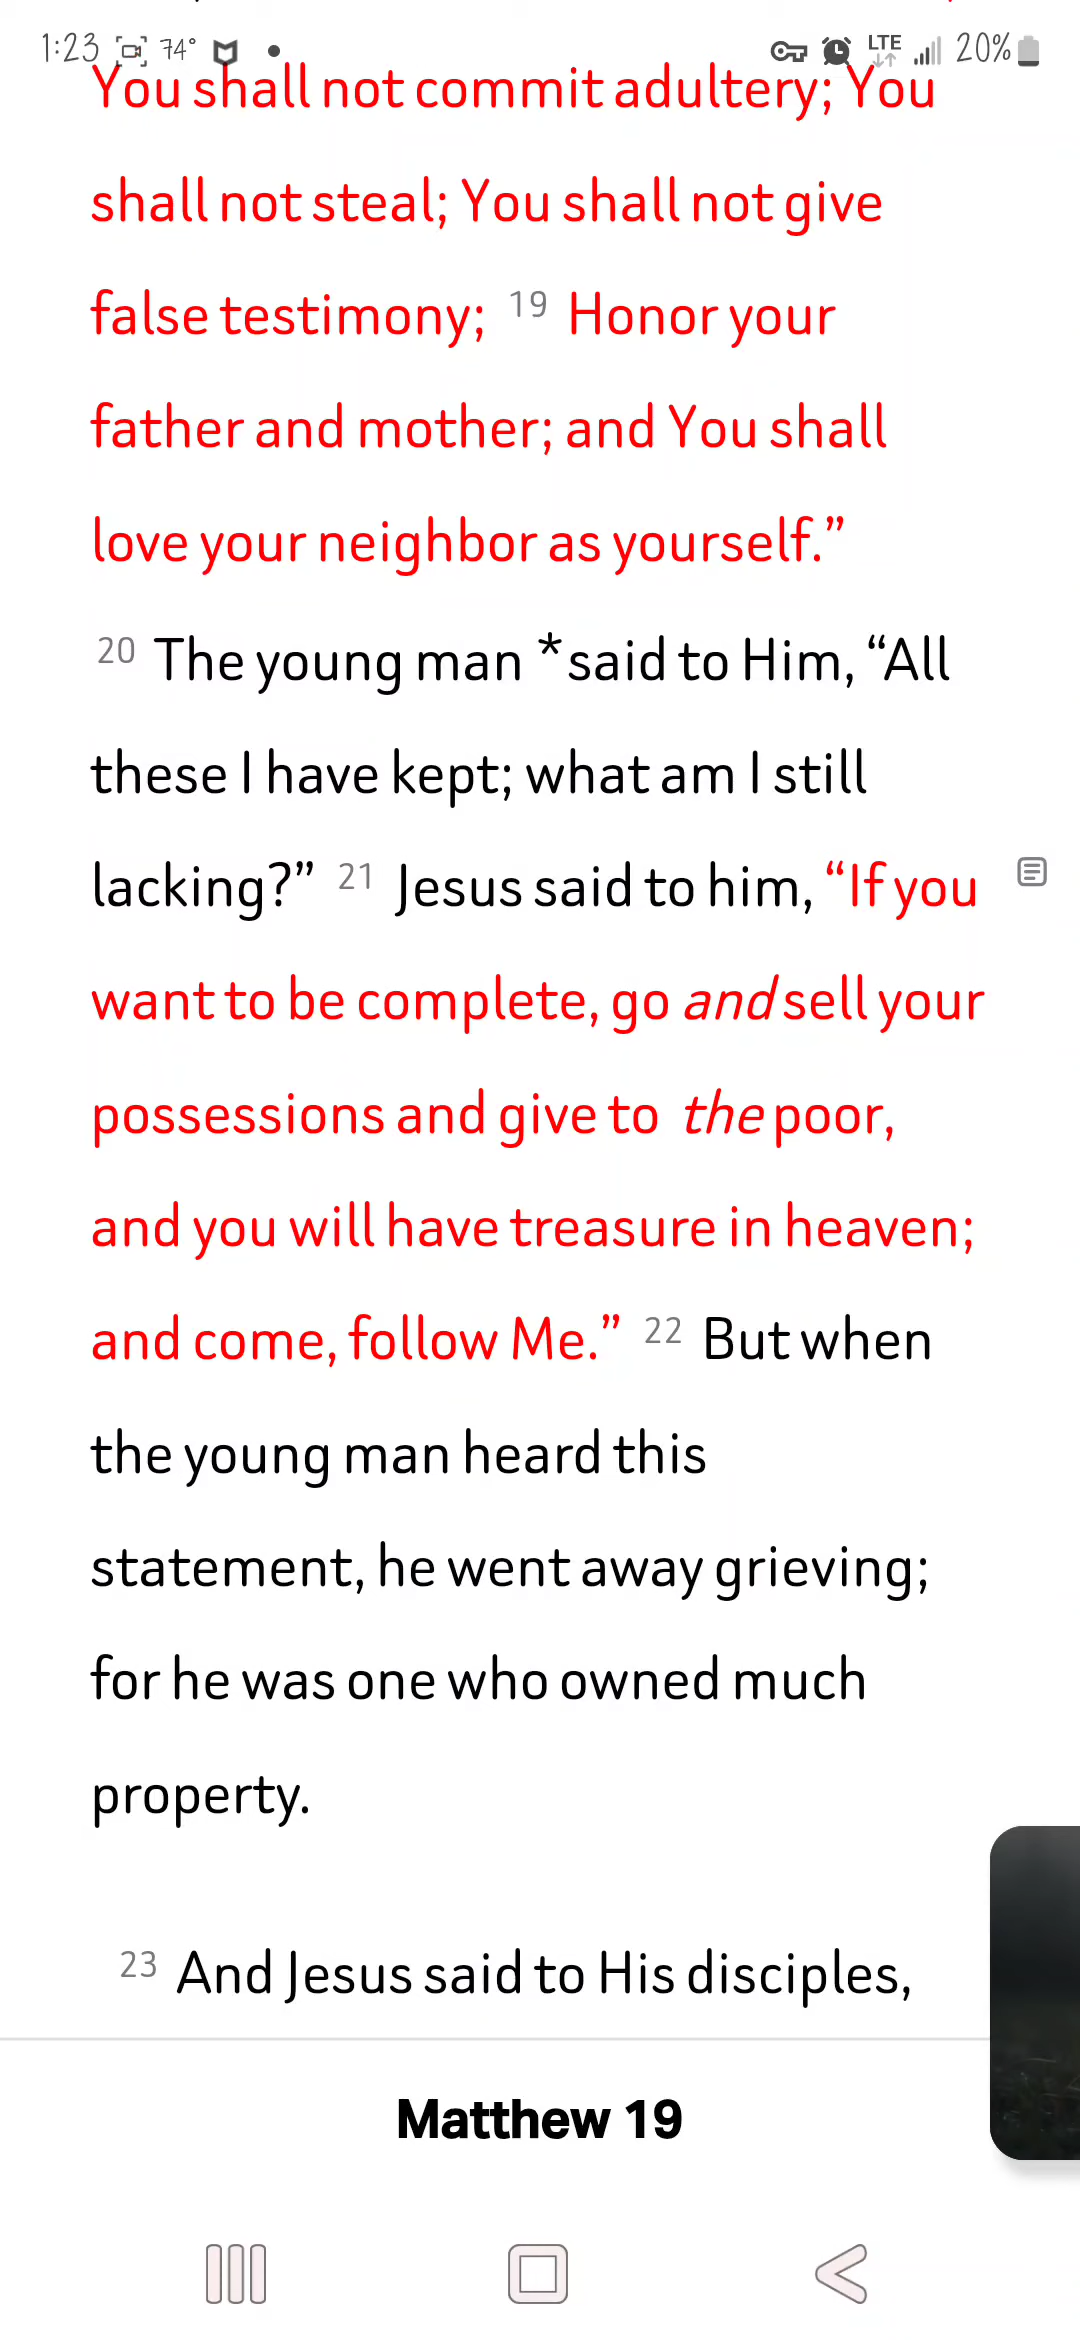 1:23 74° LTE 20%
You shall not commit adultery; You
shall not steal; You shall not give
false testimony; 19 Honor your
father and mother; and You shall
love your neighbor as yourself.”
20 The young man *said to Him, “All
these I have kept; what am I still
lacking?” 21 Jesus said to him, “If you
want to be complete, go and sell your
possessions and give to the poor,
and you will have treasure in heaven;
and come, follow Me.” 22 But when
the young man heard this
statement, he went away grieving;
for he was one who owned much
property.
23 And Jesus said to His disciples,
Matthew 19